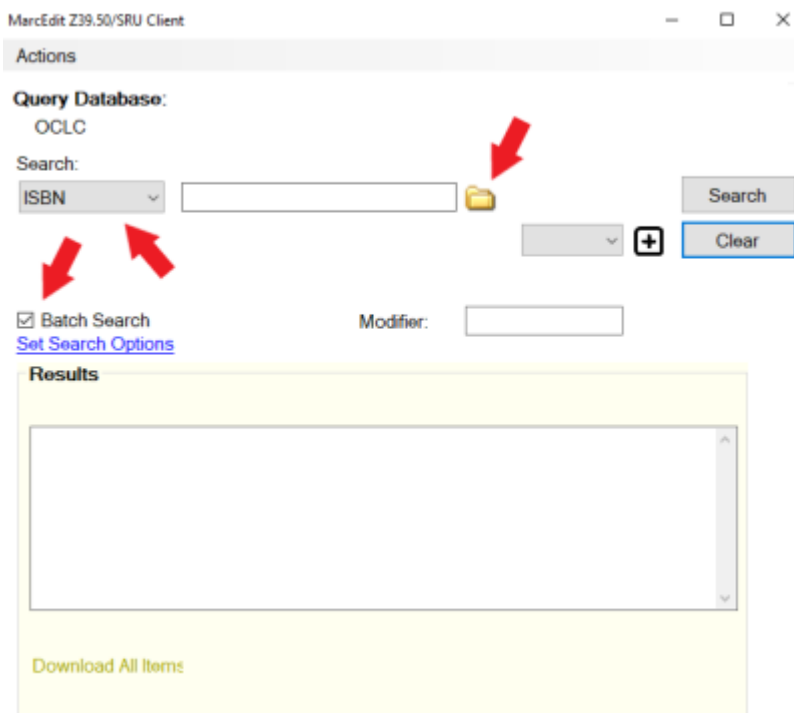 MarcEdit Z39.50/SRU Client
Actions
Query Database:
OCLC
Search:
ISBN
Search
Clear
Batch Search
Modifier:
Set Search Options
Results
Download All Items